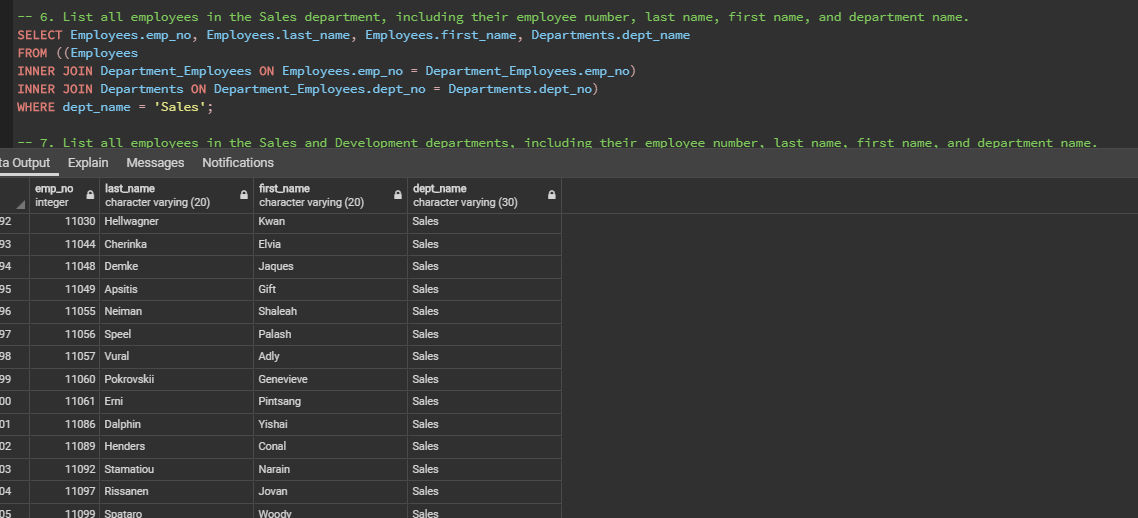 -- 6. List all employees in the Sales department, including their employee number, last name, first name, and department name.
SELECT Employees.emp_no, Employees.last_name, Employees.first_name, Departments.dept_name
FROM ((Employees
INNER JOIN Department_Employees ON Employees.emp_no = Department_Employees.emp_no)
INNER JOIN Departments ON Department_Employees.dept_no = Departments.dept_no)
WHERE dept_name = 'Sales';
-- 7. List all employees in the Sales and Development departments, including their employee number, last name, first name, and department name.
ta Output Explain Messages Notifications
emp_no last_name first_name dept_name
integer character varying (20) character varying (20) character varying (30)
92 11030 Hellwagner Kwan Sales
93 11044 Cherinka Elvia Sales
94 11048 Demke Jaques Sales
95 11049 Apsitis Gift Sales
96 11055 Neiman Shaleah Sales
97 11056 Speel Palash Sales
98 11057 Vural Adly Sales
99 11060 Pokrovskii Genevieve Sales
00 11061 Erni Pintsang Sales
01 11086 Dalphin Yishai Sales
02 11089 Henders Conal Sales
03 11092 Stamatiou Narain Sales
04 11097 Rissanen Jovan Sales
05 11099 Spataro Woody Sales